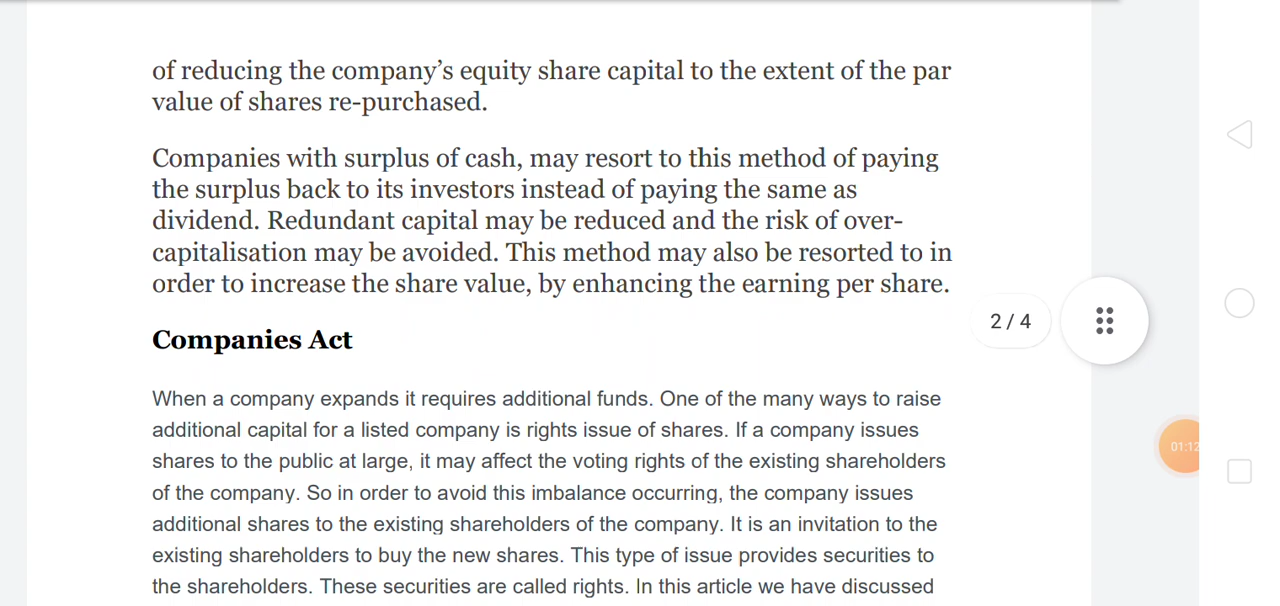 of reducing the company’s equity share capital to the extent of the par
value of shares re-purchased.
Companies with surplus of cash, may resort to this method of paying
the surplus back to its investors instead of paying the same as
dividend. Redundant capital may be reduced and the risk of over-
capitalisation may be avoided. This method may also be resorted to in
order to increase the share value, by enhancing the earning per share.
2 / 4
Companies Act
When a company expands it requires additional funds. One of the many ways to raise
additional capital for a listed company is rights issue of shares. If a company issues
shares to the public at large, it may affect the voting rights of the existing shareholders
01:12
of the company. So in order to avoid this imbalance occurring, the company issues
additional shares to the existing shareholders of the company. It is an invitation to the
existing shareholders to buy the new shares. This type of issue provides securities to
the shareholders. These securities are called rights. In this article we have discussed